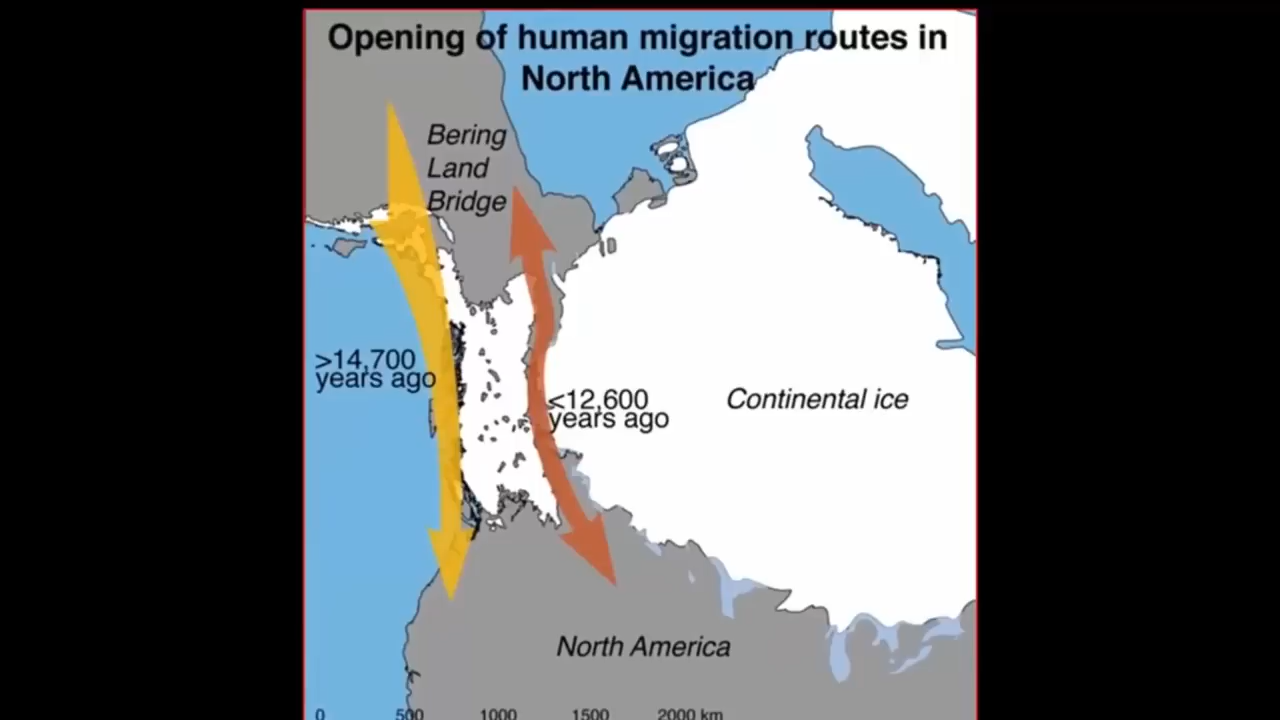 Opening of human migration routes in
North America
Bering
Land
Bridge
>14,700
years ago
<12,600
years ago
Continental ice
North America
0 500 1000 1500 2000 km